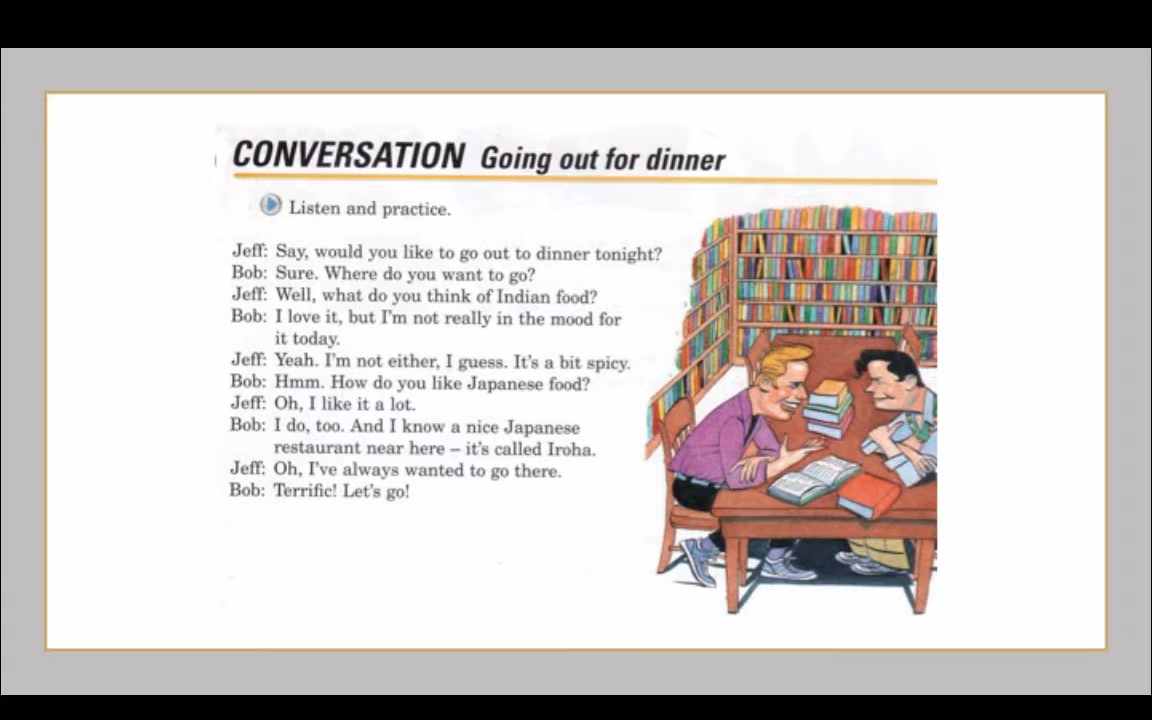 CONVERSATION Going out for dinner
Listen and practice.
Jeff: Say, would you like to go out to dinner tonight?
Bob: Sure. Where do you want to go?
Jeff: Well, what do you think of Indian food?
Bob: I love it, but I'm not really in the mood for
it today.
Jeff: Yeah. I'm not either, I guess. It's a bit spicy.
Bob: Hmm. How do you like Japanese food?
Jeff: Oh, I like it a lot.
Bob: I do, too. And I know a nice Japanese
restaurant near here – it's called Iroha.
Jeff: Oh, I've always wanted to go there.
Bob: Terrific! Let's go!